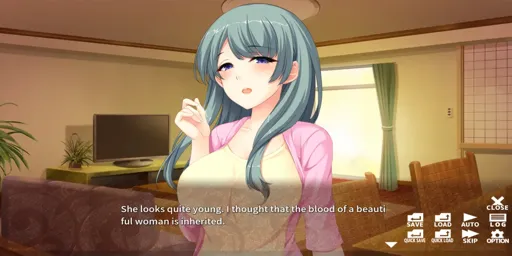 She looks quite young. I thought that the blood of a beauti
ful woman is inherited.
CLOSE
SAVE LOAD AUTO LOG
QUICK SAVE QUICK LOAD SKIP OPTION